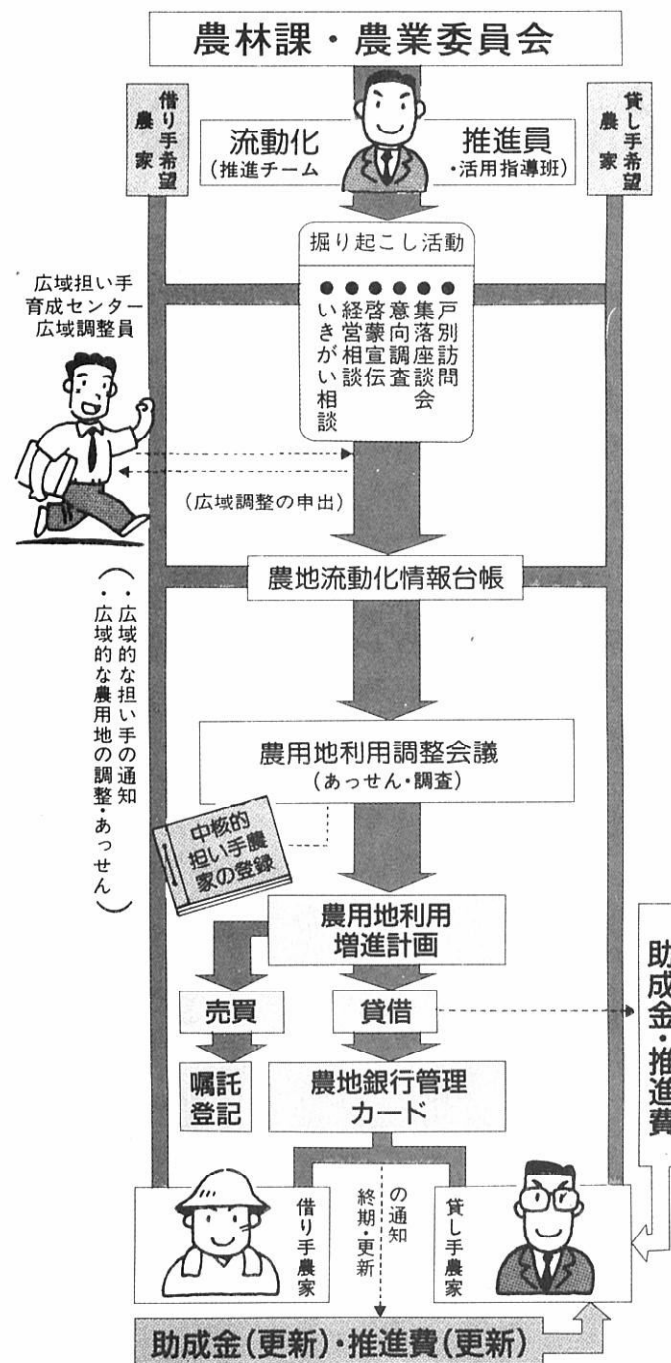 農林課・農業委員会
借り手希望
農家
貸し手希望
農家
流動化
(推進チーム
推進員
・活用指導班)
掘り起こし活動
●戸別訪問
●集落座談会
●意向調査
●啓蒙宣伝
●経営相談
●いきがい相談
広域担い手
育成センター
広域調整員
(広域調整の申出)
農地流動化情報台帳
(・広域的な担い手の通知
・広域的な農用地の調整・あっせん)
農用地利用調整会議
(あっせん・調査)
中核的
担い手農
家の登録
農用地利用
増進計画
売買
貸借
助成金・推進費
嘱託
登記
農地銀行管理
カード
借り手農家
の通知
終期・更新
貸し手農家
助成金(更新)・推進費(更新)